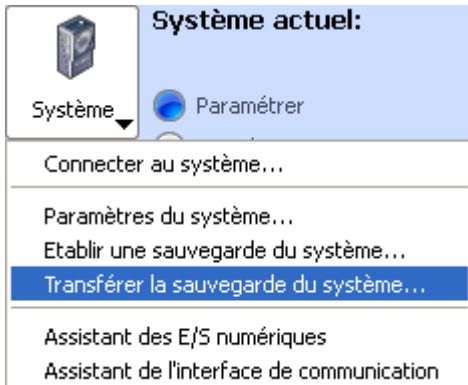 Système actuel:
Système
Paramétrer
Connecter au système...
Paramètres du système...
Etablir une sauvegarde du système...
Transférer la sauvegarde du système...
Assistant des E/S numériques
Assistant de l'interface de communication